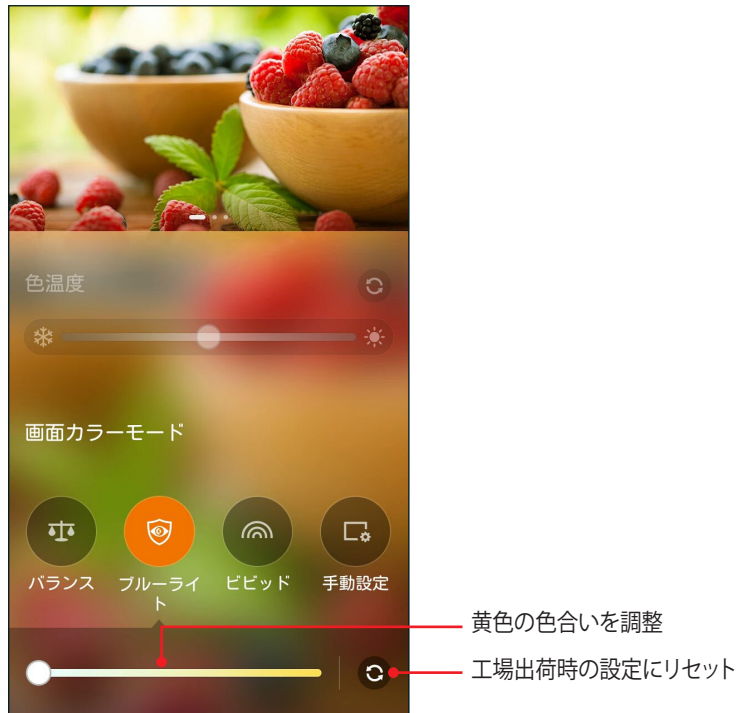 色温度
画面カラーモード
バランス
ブルーライ
ト
ビビッド
手動設定
黄色の色合いを調整
工場出荷時の設定にリセット